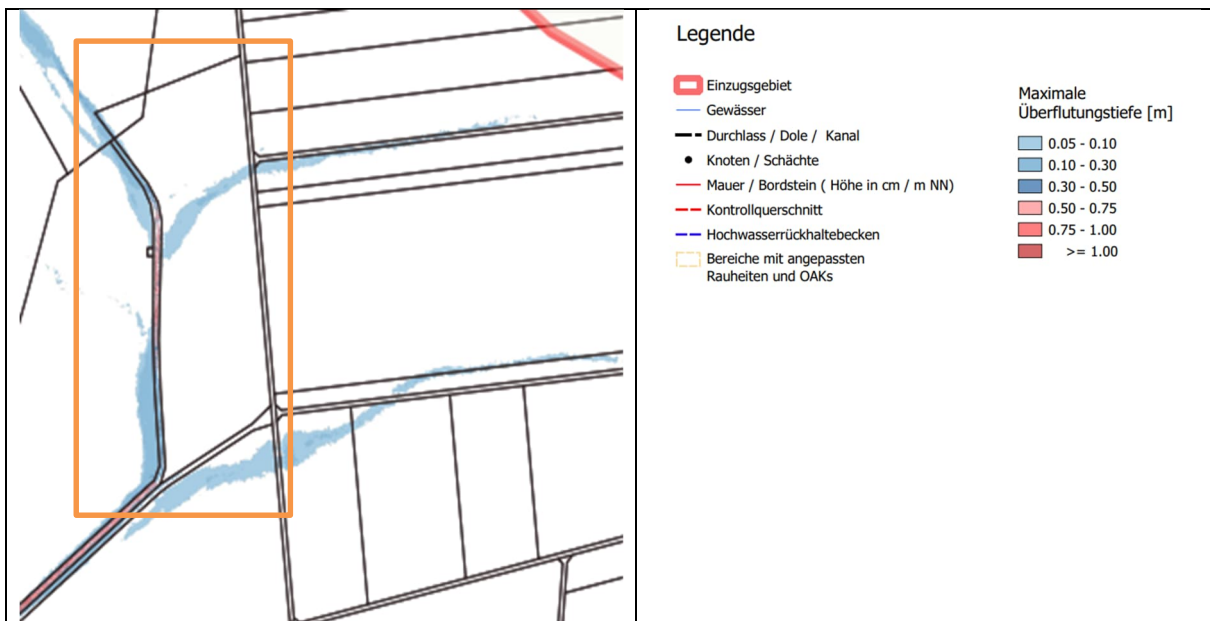 Legende
Einzugsgebiet
Gewässer
Durchlass / Dole / Kanal
Knoten / Schächte
Mauer / Bordstein ( Höhe in cm / m NN)
Kontrollquerschnitt
Hochwasserrückhaltebecken
Bereiche mit angepassten
Rauheiten und OAKs
Maximale
Überflutungstiefe [m]
0.05 - 0.10
0.10 - 0.30
0.30 - 0.50
0.50 - 0.75
0.75 - 1.00
>= 1.00